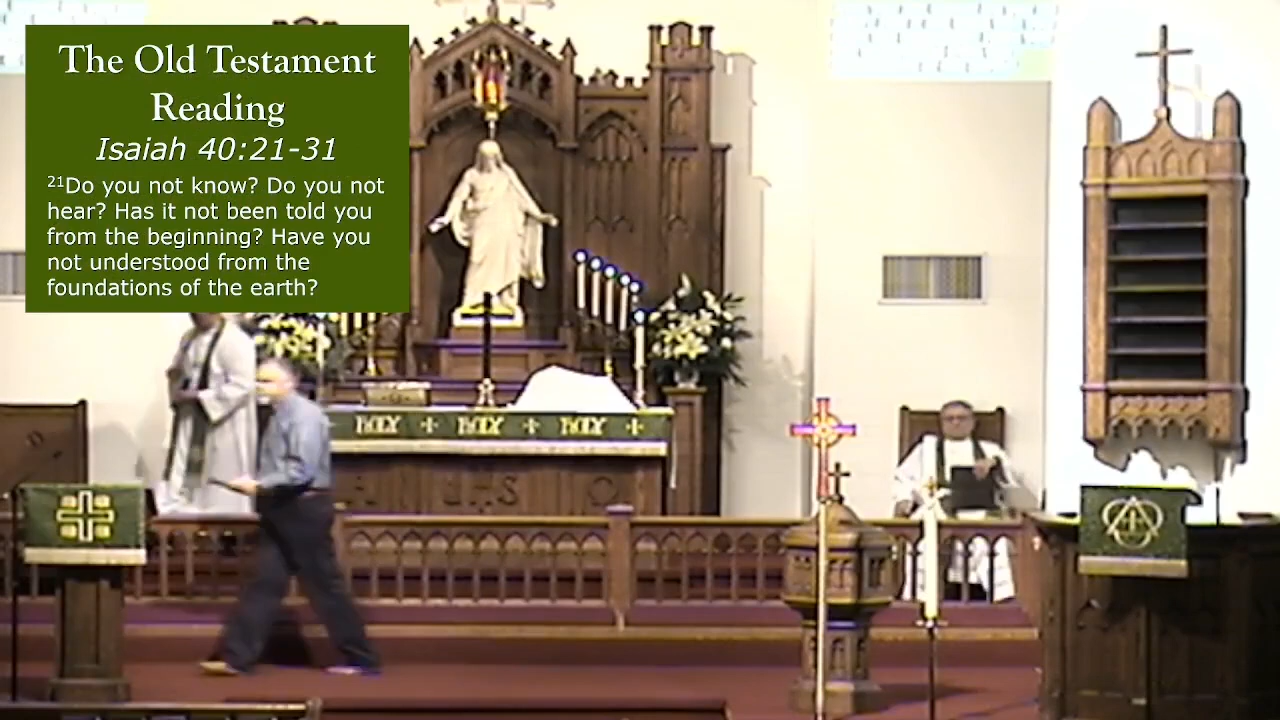 The Old Testament
Reading
Isaiah 40:21-31
21Do you not know? Do you not
hear? Has it not been told you
from the beginning? Have you
not understood from the
foundations of the earth?
HOLY HOLY HOLY
IHS